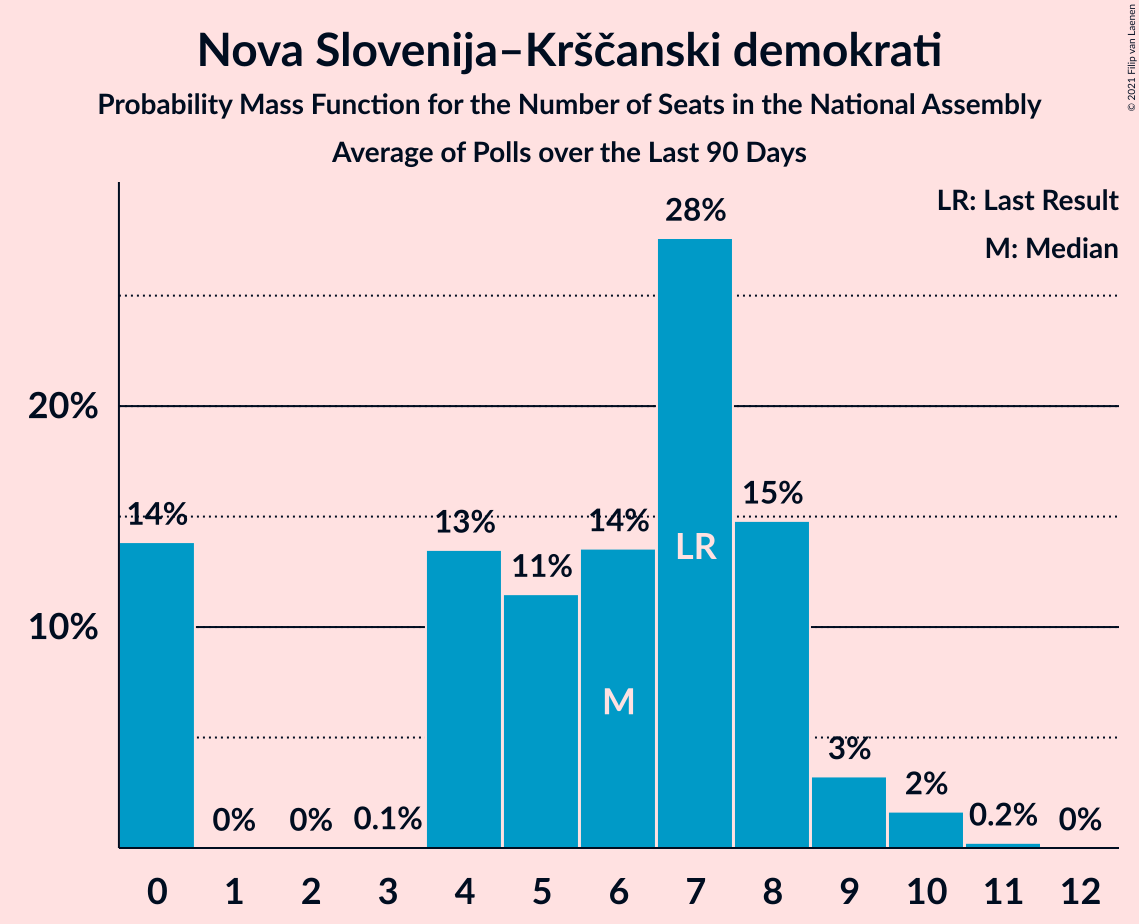 Nova Slovenija–Krščanski demokrati
Probability Mass Function for the Number of Seats in the National Assembly
Average of Polls over the Last 90 Days
© 2021 Filip van Laenen
LR: Last Result
M: Median
28%
20%
14%
13%
11%
14%
LR
15%
10%
M
0%
0%
0.1%
3%
2%
0.2%
0%
0 1 2 3 4 5 6 7 8 9 10 11 12